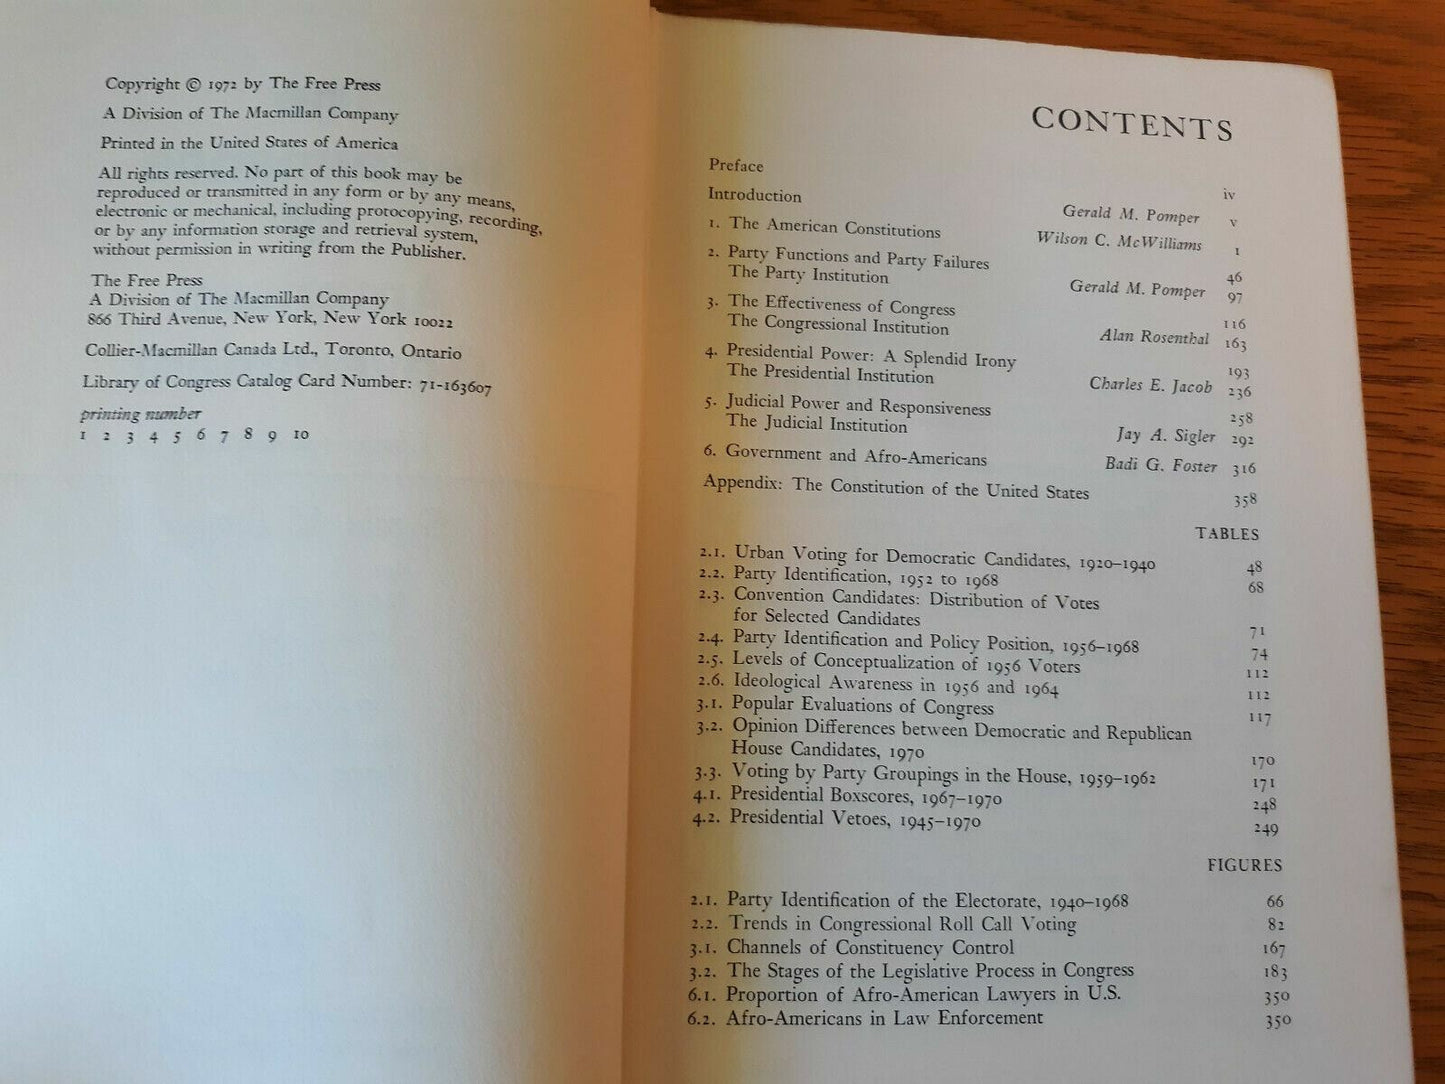 Copyright © 1972 by The Free Press
A Division of The Macmillan Company
Printed in the United States of America
All rights reserved. No part of this book may be
reproduced or transmitted in any form or by any means,
electronic or mechanical, including protocopying, recording,
or by any information storage and retrieval system,
without permission in writing from the Publisher.
The Free Press
A Division of The Macmillan Company
866 Third Avenue, New York, New York 10022
Collier-Macmillan Canada Ltd., Toronto, Ontario
Library of Congress Catalog Card Number: 71-163607
printing number
1 2 3 4 5 6 7 8 9 10
CONTENTS
Preface iv
Introduction Gerald M. Pomper v
1. The American Constitutions Wilson C. McWilliams 1
2. Party Functions and Party Failures 46
The Party Institution Gerald M. Pomper 97
3. The Effectiveness of Congress 116
The Congressional Institution Alan Rosenthal 163
4. Presidential Power: A Splendid Irony 193
The Presidential Institution Charles E. Jacob 236
5. Judicial Power and Responsiveness 258
The Judicial Institution Jay A. Sigler 292
6. Government and Afro-Americans Badi G. Foster 316
Appendix: The Constitution of the United States 358
TABLES
2.1. Urban Voting for Democratic Candidates, 1920–1940 48
2.2. Party Identification, 1952 to 1968 68
2.3. Convention Candidates: Distribution of Votes
for Selected Candidates 71
2.4. Party Identification and Policy Position, 1956–1968 74
2.5. Levels of Conceptualization of 1956 Voters 112
2.6. Ideological Awareness in 1956 and 1964 112
3.1. Popular Evaluations of Congress 117
3.2. Opinion Differences between Democratic and Republican
House Candidates, 1970 170
3.3. Voting by Party Groupings in the House, 1959–1962 171
4.1. Presidential Boxscores, 1967–1970 248
4.2. Presidential Vetoes, 1945–1970 249
FIGURES
2.1. Party Identification of the Electorate, 1940–1968 66
2.2. Trends in Congressional Roll Call Voting 82
3.1. Channels of Constituency Control 167
3.2. The Stages of the Legislative Process in Congress 183
6.1. Proportion of Afro-American Lawyers in U.S. 350
6.2. Afro-Americans in Law Enforcement 350